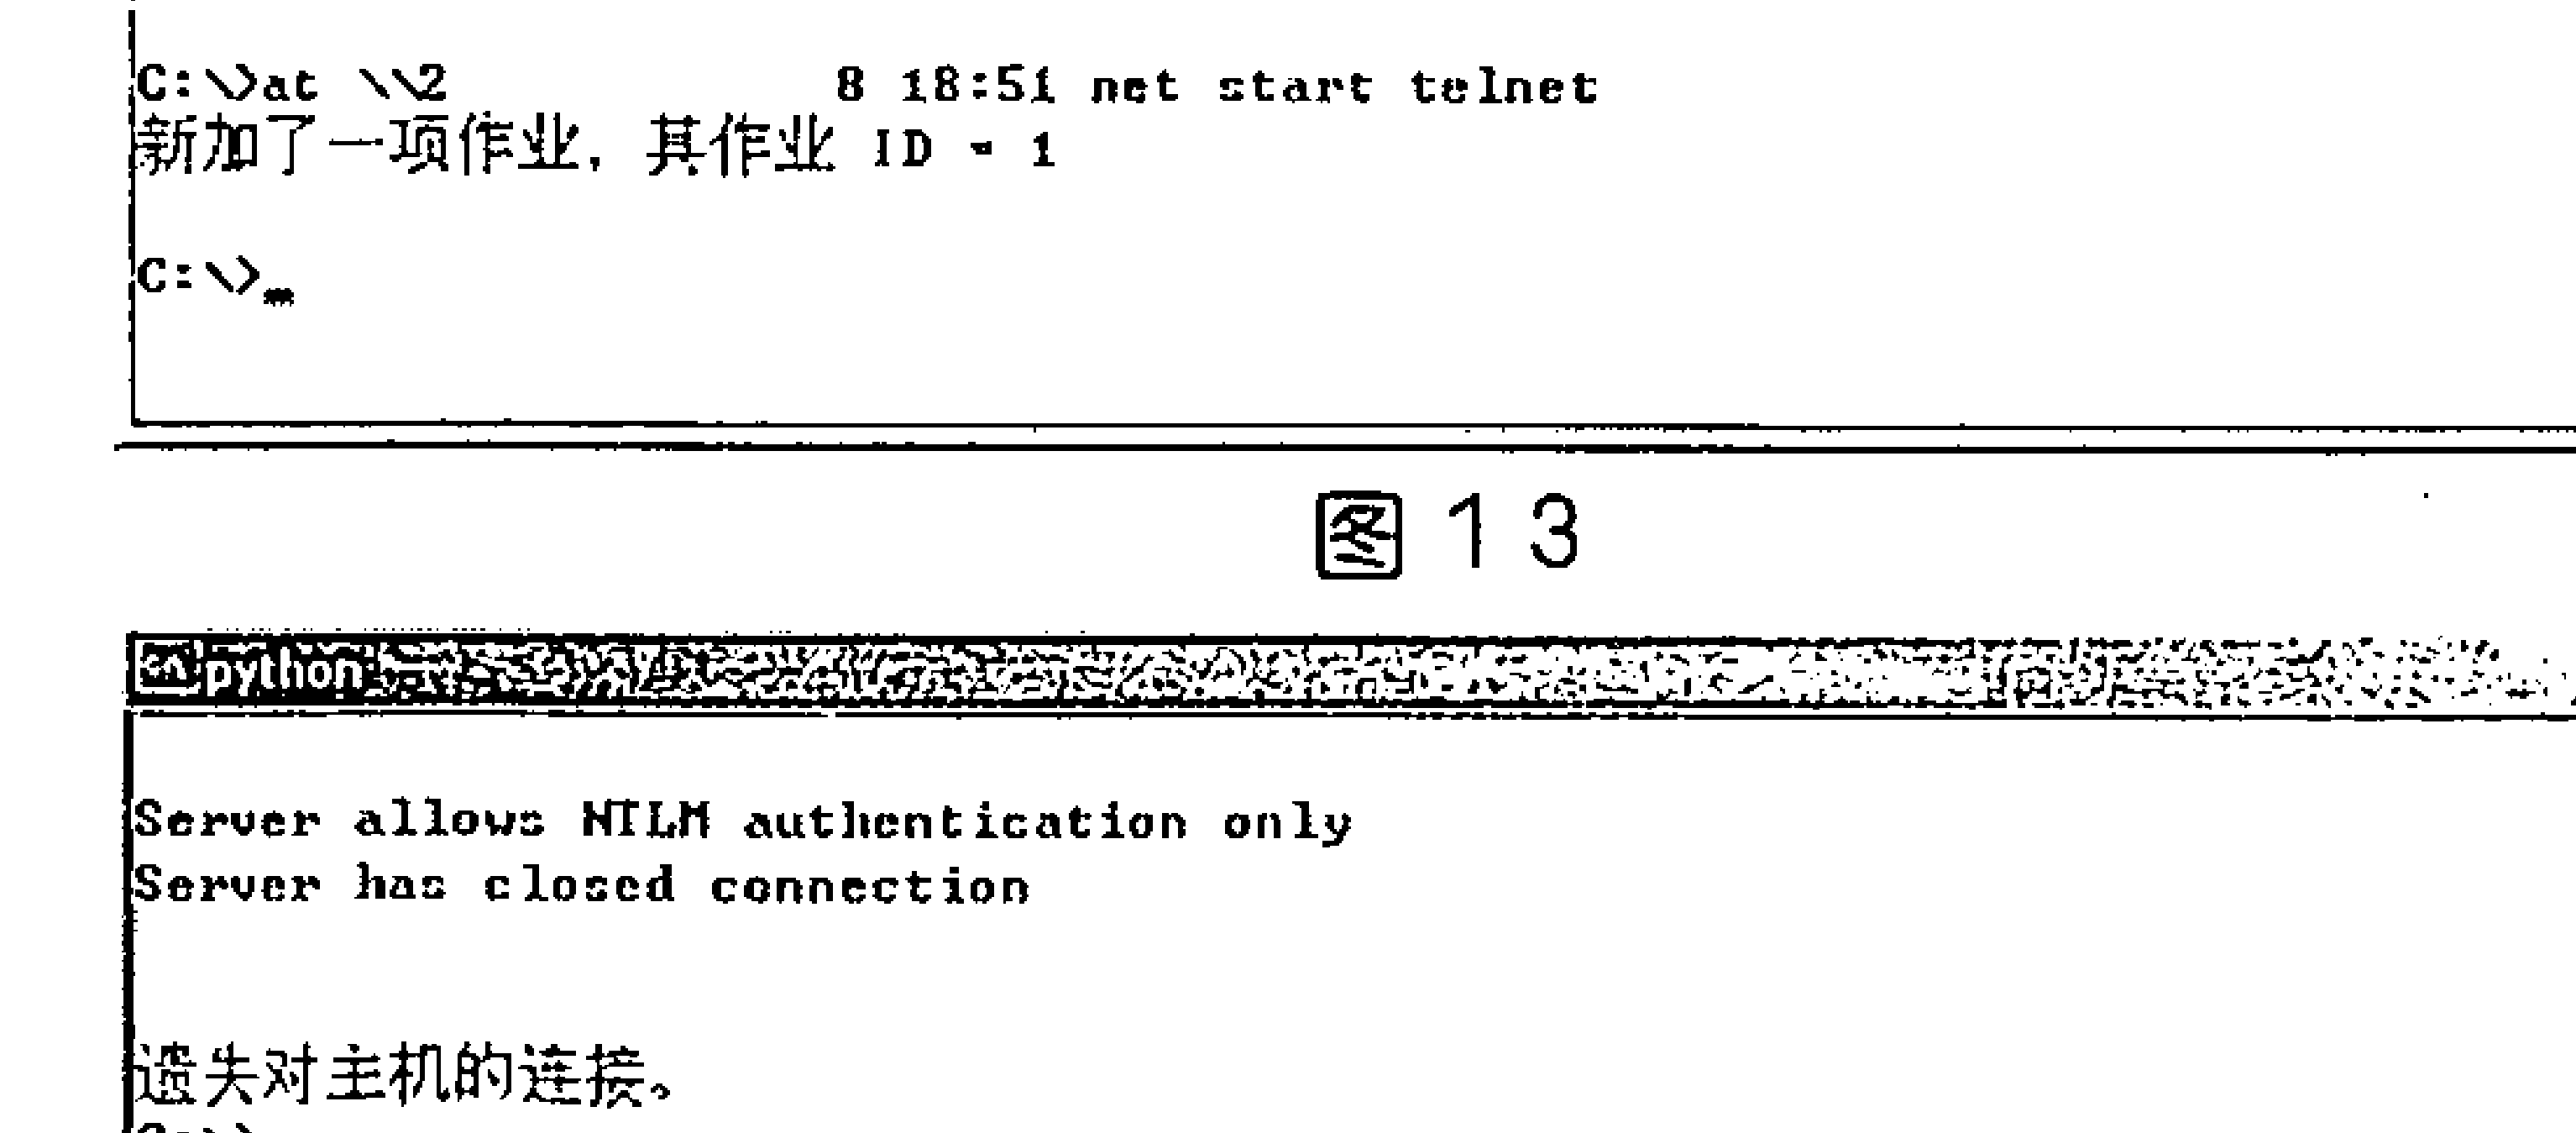 C:\>at \\2 8 18:51 net start telnet
新加了一项作业，其作业 ID = 1
C:\>_
图 13
python
Server allows NTLM authentication only
Server has closed connection
遗失对主机的连接。